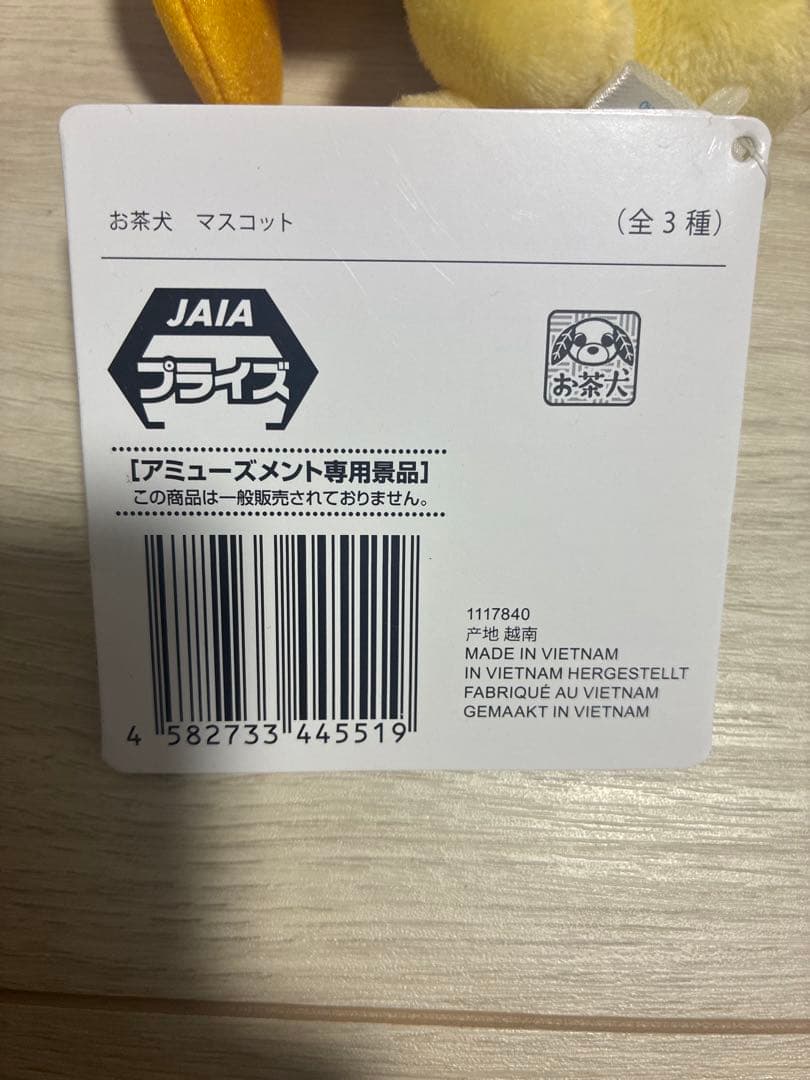 お茶犬 マスコット
（全3種）
JAIA
プライズ
お茶犬
［アミューズメント専用景品］
この商品は一般販売されておりません。
4 582733 445519
1117840
产地 越南
MADE IN VIETNAM
IN VIETNAM HERGESTELLT
FABRIQUÉ AU VIETNAM
GEMAAKT IN VIETNAM